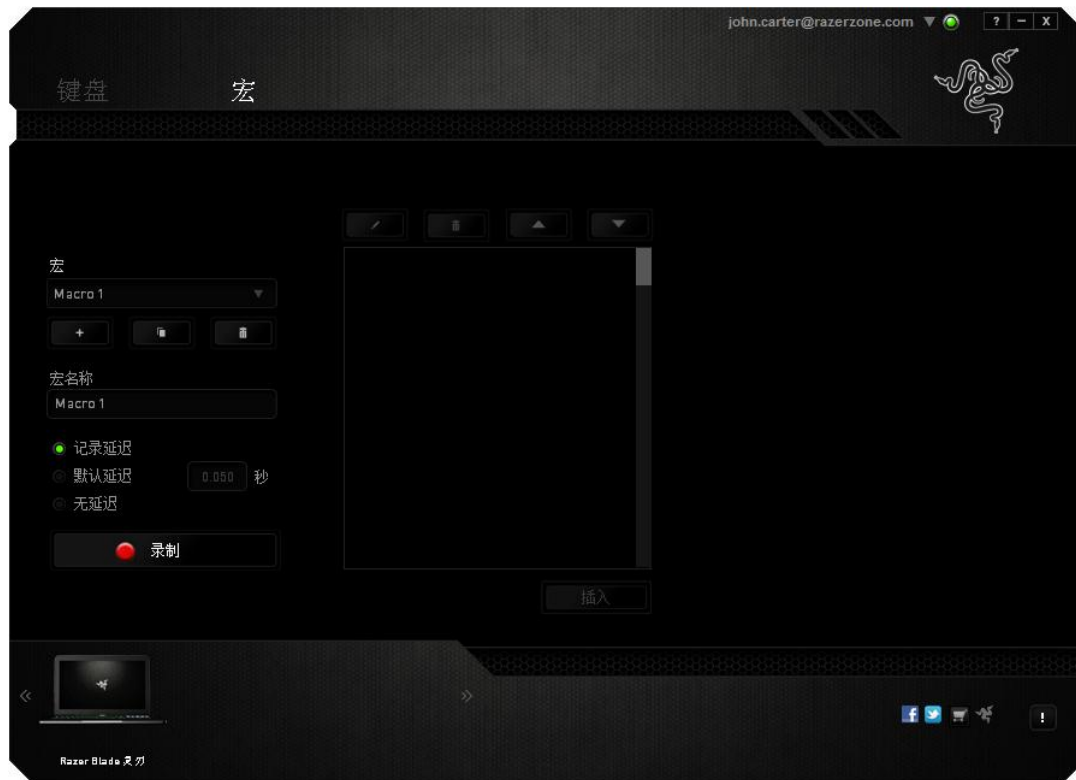 john.carter@razerzone.com
键盘
宏
宏
Macro 1
宏名称
Macro 1
记录延迟
默认延迟 0.050 秒
无延迟
录制
插入
Razer Blade 灵刃